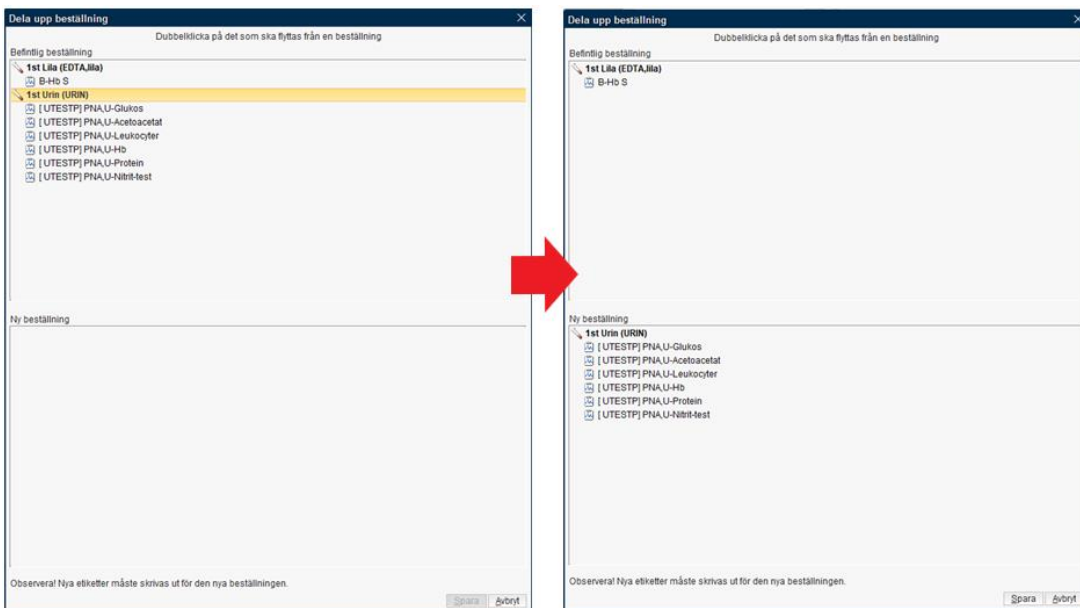 Dela upp beställning
Dubbelklicka på det som ska flyttas från en beställning
Befintlig beställning
1st Lila (EDTA,lila)
B-Hb S
1st Urin (URIN)
[ UTESTP] PNA,U-Glukos
[ UTESTP] PNA,U-Acetoacetat
[ UTESTP] PNA,U-Leukocyter
[ UTESTP] PNA,U-Hb
[ UTESTP] PNA,U-Protein
[ UTESTP] PNA,U-Nitrit-test
Ny beställning
Observera! Nya etiketter måste skrivas ut för den nya beställningen.
Spara Avbryt
Dela upp beställning
Dubbelklicka på det som ska flyttas från en beställning
Befintlig beställning
1st Lila (EDTA,lila)
B-Hb S
Ny beställning
1st Urin (URIN)
[ UTESTP] PNA,U-Glukos
[ UTESTP] PNA,U-Acetoacetat
[ UTESTP] PNA,U-Leukocyter
[ UTESTP] PNA,U-Hb
[ UTESTP] PNA,U-Protein
[ UTESTP] PNA,U-Nitrit-test
Observera! Nya etiketter måste skrivas ut för den nya beställningen.
Spara Avbryt